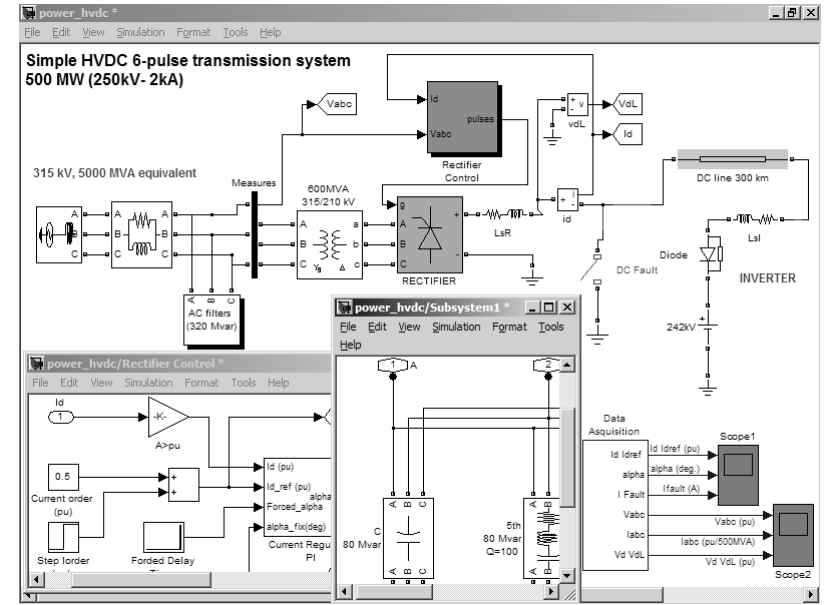 power_hvdc *
File Edit View Simulation Format Tools Help
Simple HVDC 6-pulse transmission system
500 MW (250kV- 2kA)
Vabc
Id
pulses
Vabc
Rectifier
Control
+ v
-
vdL
VdL
Id
315 kV, 5000 MVA equivalent
Measures
600MVA
315/210 kV
A
B
C
A A
B B
C C
A a
B b
C c
Yg Δ
g
A
B
C
+
-
RECTIFIER
LsR
+ i
-
id
DC line 300 km
LsI
Diode
INVERTER
DC Fault
242kV
A B C
AC filters
(320 Mvar)
power_hvdc/Rectifier Control *
File Edit View Simulation Format Tools Help
Id
1
-K-
A>pu
0.5
Current order
(pu)
+
+
Step Iorder
Forded Delay
Id (pu)
Id_ref (pu)
alpha
Forced_alpha
alpha_fix(deg)
Current Regu
PI
power_hvdc/Subsystem1 *
File Edit View Simulation Format Tools
Help
1
A
2
A B C
C
80 Mvar
A B C
A B C
5th
80 Mvar
Q=100
A B C
Data
Asquisition
Id Idref
alpha
I Fault
Vabc
Iabc
Vd VdL
Id Idref (pu)
alpha (deg.)
Ifault (A)
Vabc (pu)
Iabc (pu/500MVA)
Vd VdL (pu)
Scope1
Scope2